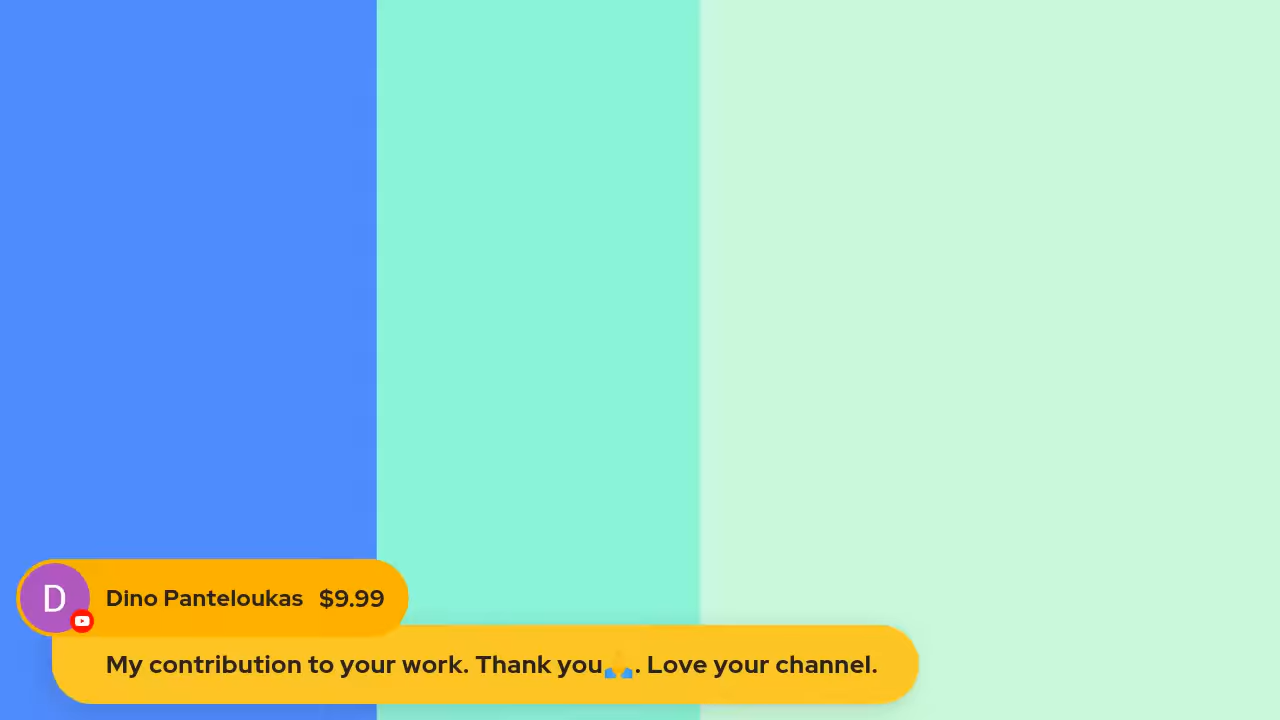 D
Dino Panteloukas $9.99
My contribution to your work. Thank you🙏. Love your channel.